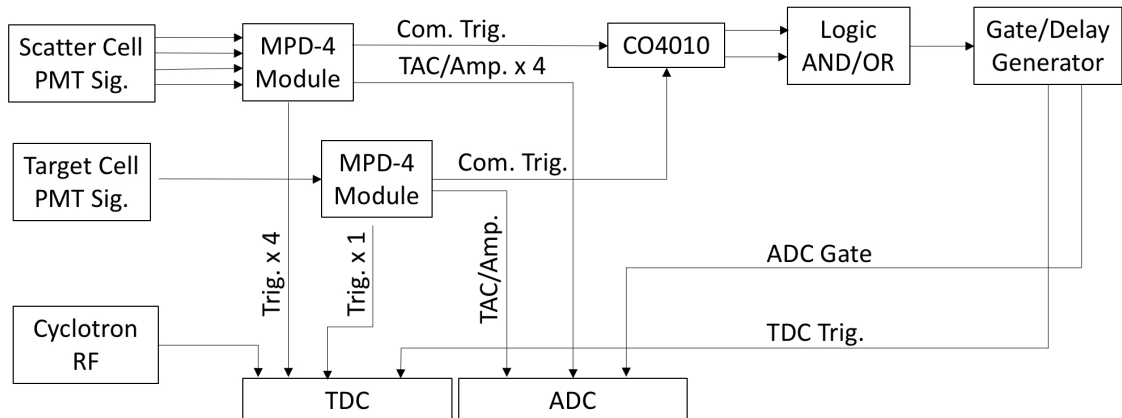 Scatter Cell
PMT Sig.
MPD-4
Module
Com. Trig.
TAC/Amp. x 4
CO4010
Logic
AND/OR
Gate/Delay
Generator
Target Cell
PMT Sig.
MPD-4
Module
Com. Trig.
Trig. x 4
Trig. x 1
TAC/Amp.
ADC Gate
Cyclotron
RF
TDC Trig.
TDC
ADC